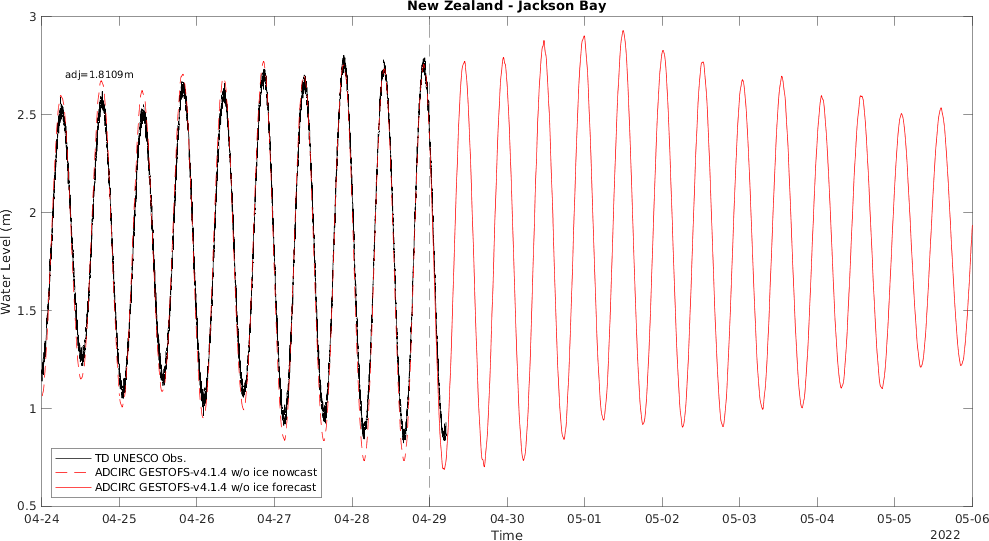 New Zealand - Jackson Bay
adj=1.8109m
Water Level (m)
3
2.5
2
1.5
1
0.5
TD UNESCO Obs.
ADCIRC GESTOFS-v4.1.4 w/o ice nowcast
ADCIRC GESTOFS-v4.1.4 w/o ice forecast
04-24 04-25 04-26 04-27 04-28 04-29 04-30 05-01 05-02 05-03 05-04 05-05 05-06
Time
2022